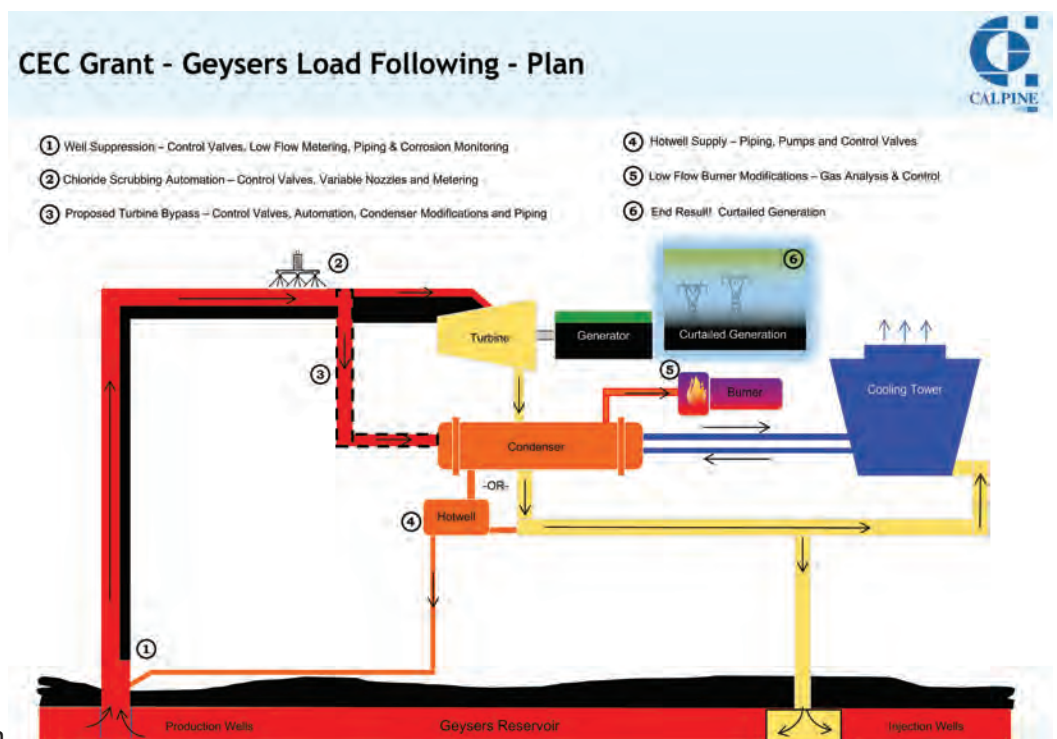 CEC Grant - Geysers Load Following - Plan
CALPINE
1 Well Suppression – Control Valves, Low Flow Metering, Piping & Corrosion Monitoring
2 Chloride Scrubbing Automation – Control Valves, Variable Nozzles and Metering
3 Proposed Turbine Bypass – Control Valves, Automation, Condenser Modifications and Piping
4 Hotwell Supply – Piping, Pumps and Control Valves
5 Low Flow Burner Modifications – Gas Analysis & Control
6 End Result! Curtailed Generation
2
6
Turbine
Generator
Curtailed Generation
3
5
Burner
Cooling Tower
Condenser
-OR-
4
Hotwell
1
Production Wells
Geysers Reservoir
Injection Wells